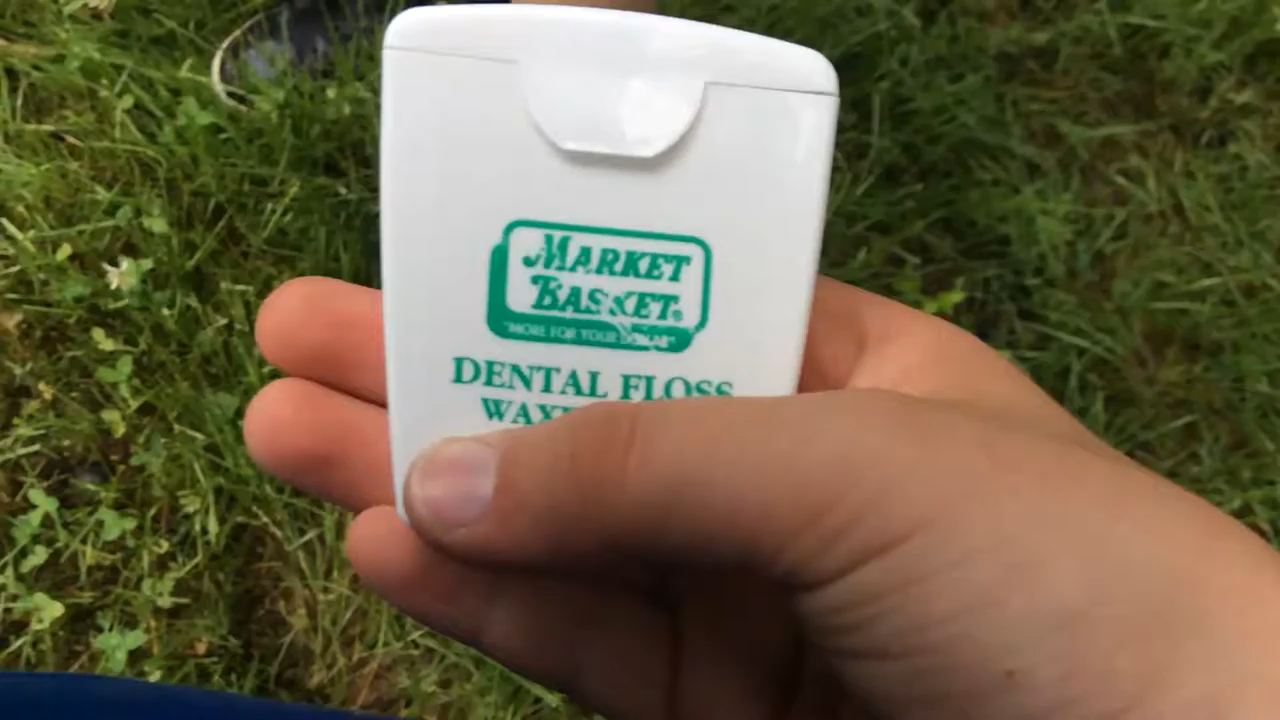 MARKET
BASKET®
"MORE FOR YOUR DOLLAR"
DENTAL FLOSS